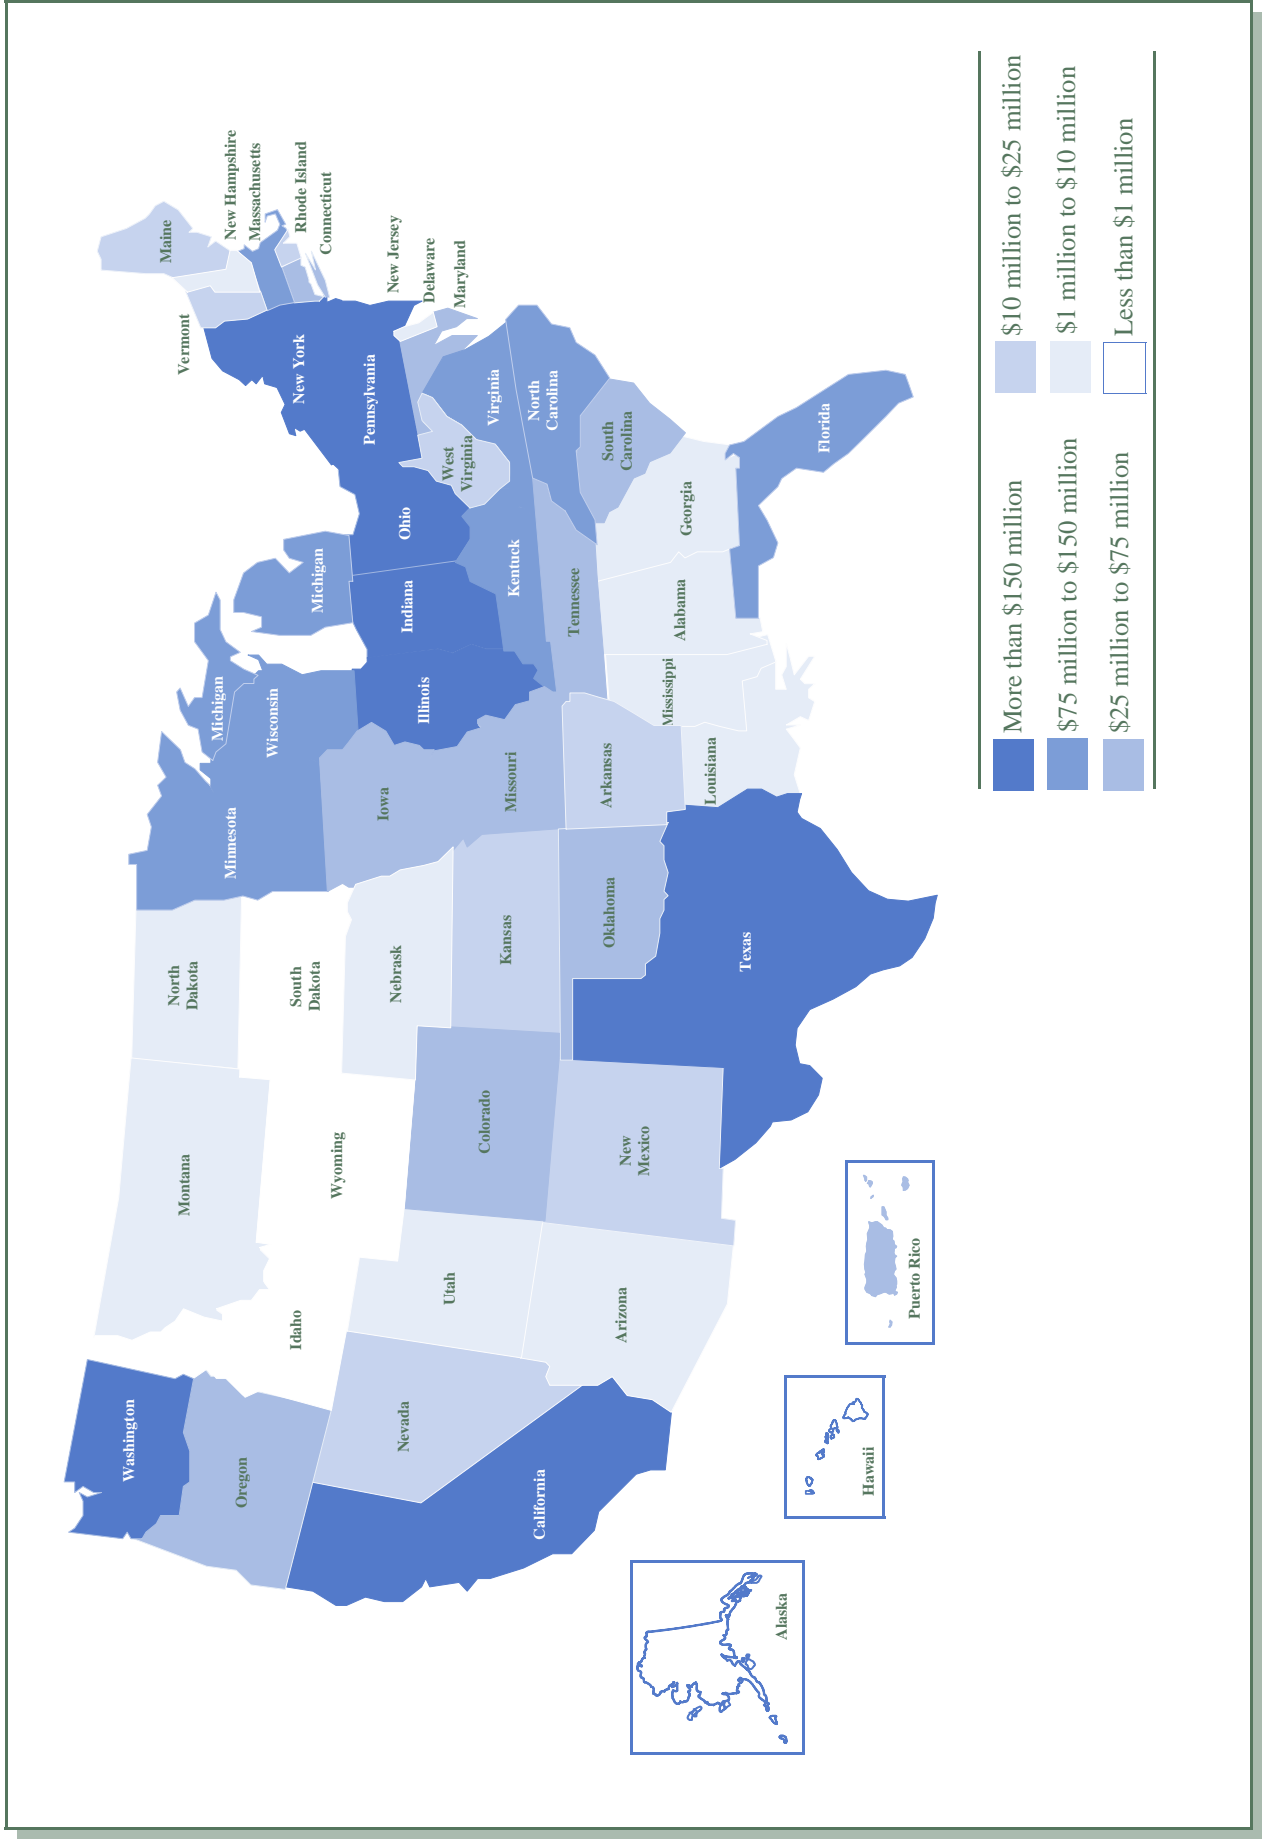 Washington
Oregon
California
Nevada
Idaho
Montana
Wyoming
Utah
Arizona
Colorado
New
Mexico
North
Dakota
South
Dakota
Nebrask
Kansas
Oklahoma
Texas
Minnesota
Iowa
Missouri
Arkansas
Louisiana
Wisconsin
Michigan
Michigan
Illinois
Indiana
Ohio
Kentuck
Tennessee
Mississippi
Alabama
Georgia
Florida
South
Carolina
North
Carolina
Virginia
West
Virginia
Pennsylvania
New York
Vermont
Maine
New Hampshire
Massachusetts
Rhode Island
Connecticut
New Jersey
Delaware
Maryland
Alaska
Hawaii
Puerto Rico
More than $150 million
$75 million to $150 million
$25 million to $75 million
$10 million to $25 million
$1 million to $10 million
Less than $1 million